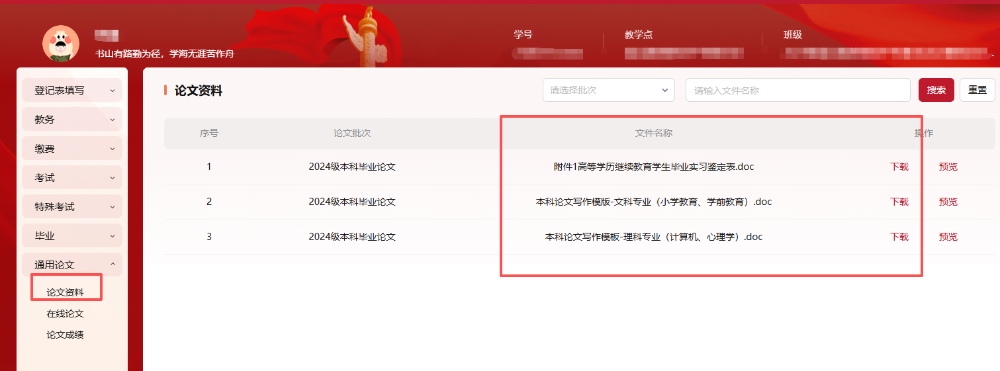 书山有路勤为径，学海无涯苦作舟
学号
教学点
班级
登记表填写
教务
缴费
考试
特殊考试
毕业
通用论文
论文资料
在线论文
论文成绩
论文资料
请选择批次
请输入文件名称
搜索
重置
序号 论文批次 文件名称 操作
1 2024级本科毕业论文 附件1高等学历继续教育学生毕业实习鉴定表.doc 下载 预览
2 2024级本科毕业论文 本科论文写作模版-文科专业（小学教育、学前教育）.doc 下载 预览
3 2024级本科毕业论文 本科论文写作模板-理科专业（计算机、心理学）.doc 下载 预览